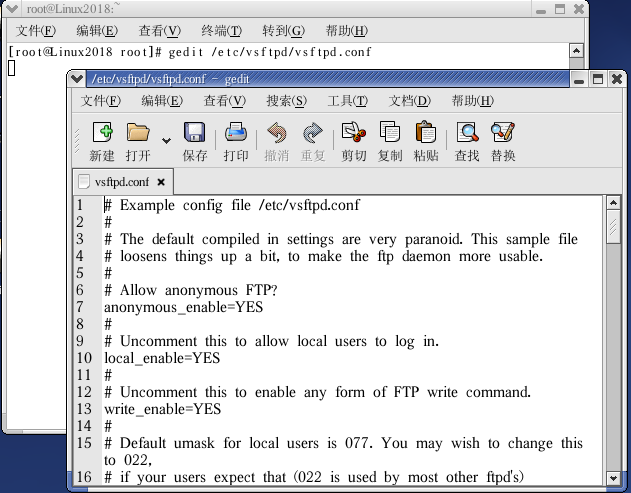 root@Linux2018:~
文件(F) 编辑(E) 查看(V) 终端(T) 转到(G) 帮助(H)
[root@Linux2018 root]# gedit /etc/vsftpd/vsftpd.conf
/etc/vsftpd/vsftpd.conf - gedit
文件(F) 编辑(E) 查看(V) 搜索(S) 工具(T) 文档(D) 帮助(H)
新建 打开 保存 打印 撤消 重复 剪切 复制 粘贴 查找 替换
vsftpd.conf
1 # Example config file /etc/vsftpd.conf
2 #
3 # The default compiled in settings are very paranoid. This sample file
4 # loosens things up a bit, to make the ftp daemon more usable.
5 #
6 # Allow anonymous FTP?
7 anonymous_enable=YES
8 #
9 # Uncomment this to allow local users to log in.
10 local_enable=YES
11 #
12 # Uncomment this to enable any form of FTP write command.
13 write_enable=YES
14 #
15 # Default umask for local users is 077. You may wish to change this
to 022,
16 # if your users expect that (022 is used by most other ftpd's)